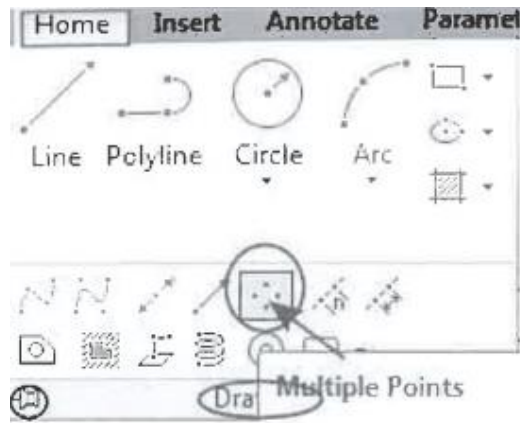 Home Insert Annotate Paramet
Line Polyline Circle Arc
n
Dra
Multiple Points